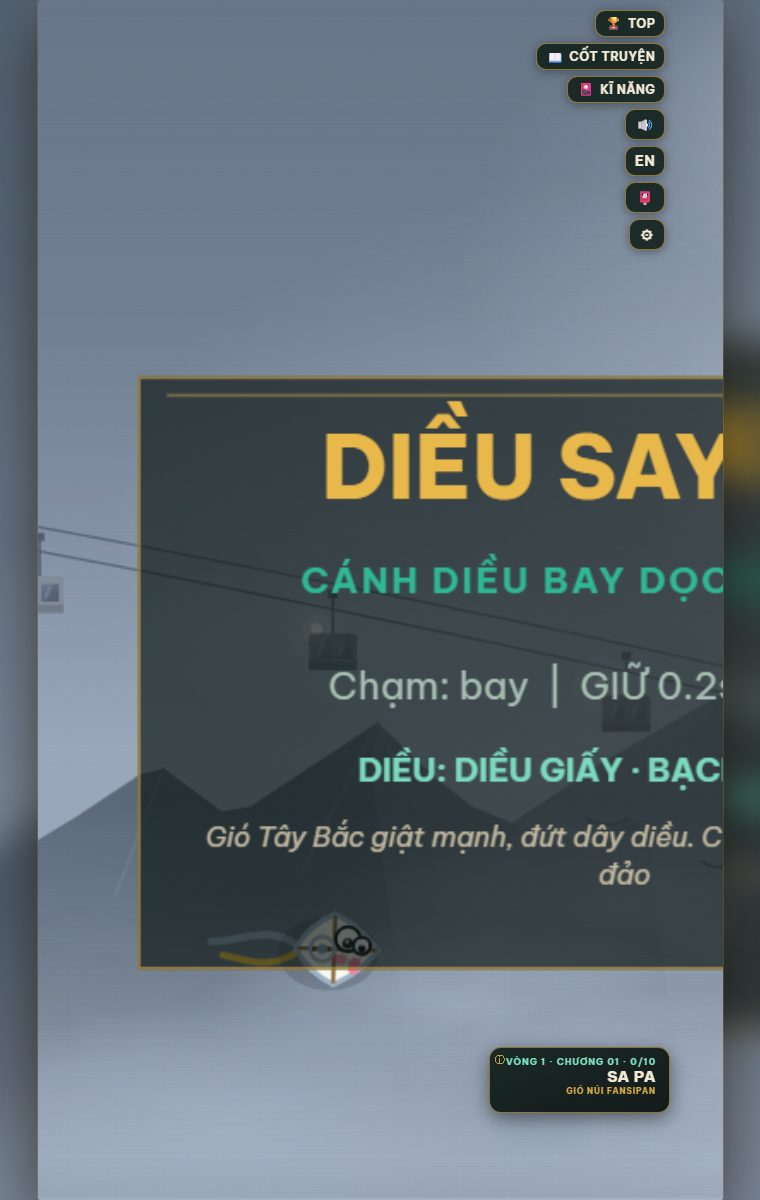 TOP
CỐT TRUYỆN
KĨ NĂNG
EN
DIỀU SAY
CÁNH DIỀU BAY DỌC
Chạm: bay | GIỮ 0.2s
DIỀU: DIỀU GIẤY · BẠCH
Gió Tây Bắc giật mạnh, đứt dây diều. C
đảo
VÒNG 1 · CHƯƠNG 01 · 0/10
SA PA
GIÓ NÚI FANSIPAN